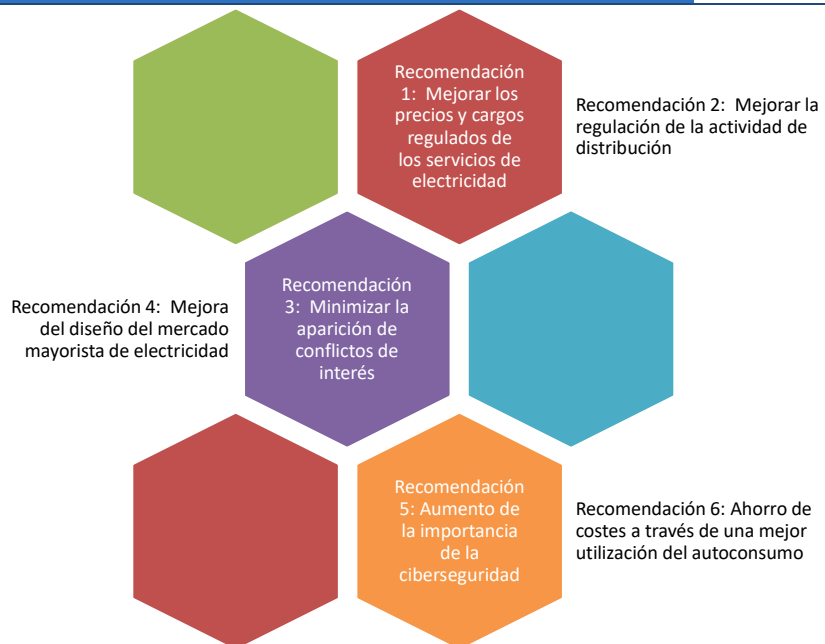 Recomendación
1:  Mejorar los
precios y cargos
regulados de
los servicios de
electricidad
Recomendación 2:  Mejorar la
regulación de la actividad de
distribución
Recomendación
3:  Minimizar la
aparición de
conflictos de
interés
Recomendación 4:  Mejora
del diseño del mercado
mayorista de electricidad
Recomendación
5: Aumento de
la importancia
de la
ciberseguridad
Recomendación 6: Ahorro de
costes a través de una mejor
utilización del autoconsumo